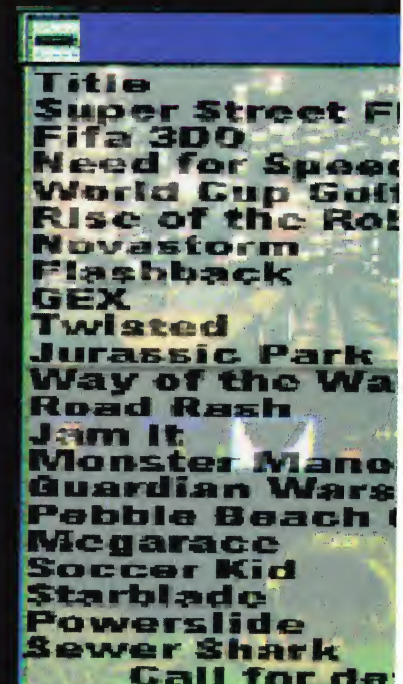 Title
Super Street F
Fifa 3DO
Need for Speed
World Cup Golf
Rise of the Rob
Novastorm
Flashback
GEX
Twisted
Jurassic Park
Way of the Wa
Road Rash
Jam It
Monster Mano
Guardian Wars
Pebble Beach
Megarace
Soccer Kid
Starblade
Powerslide
Sewer Shark
Call for de